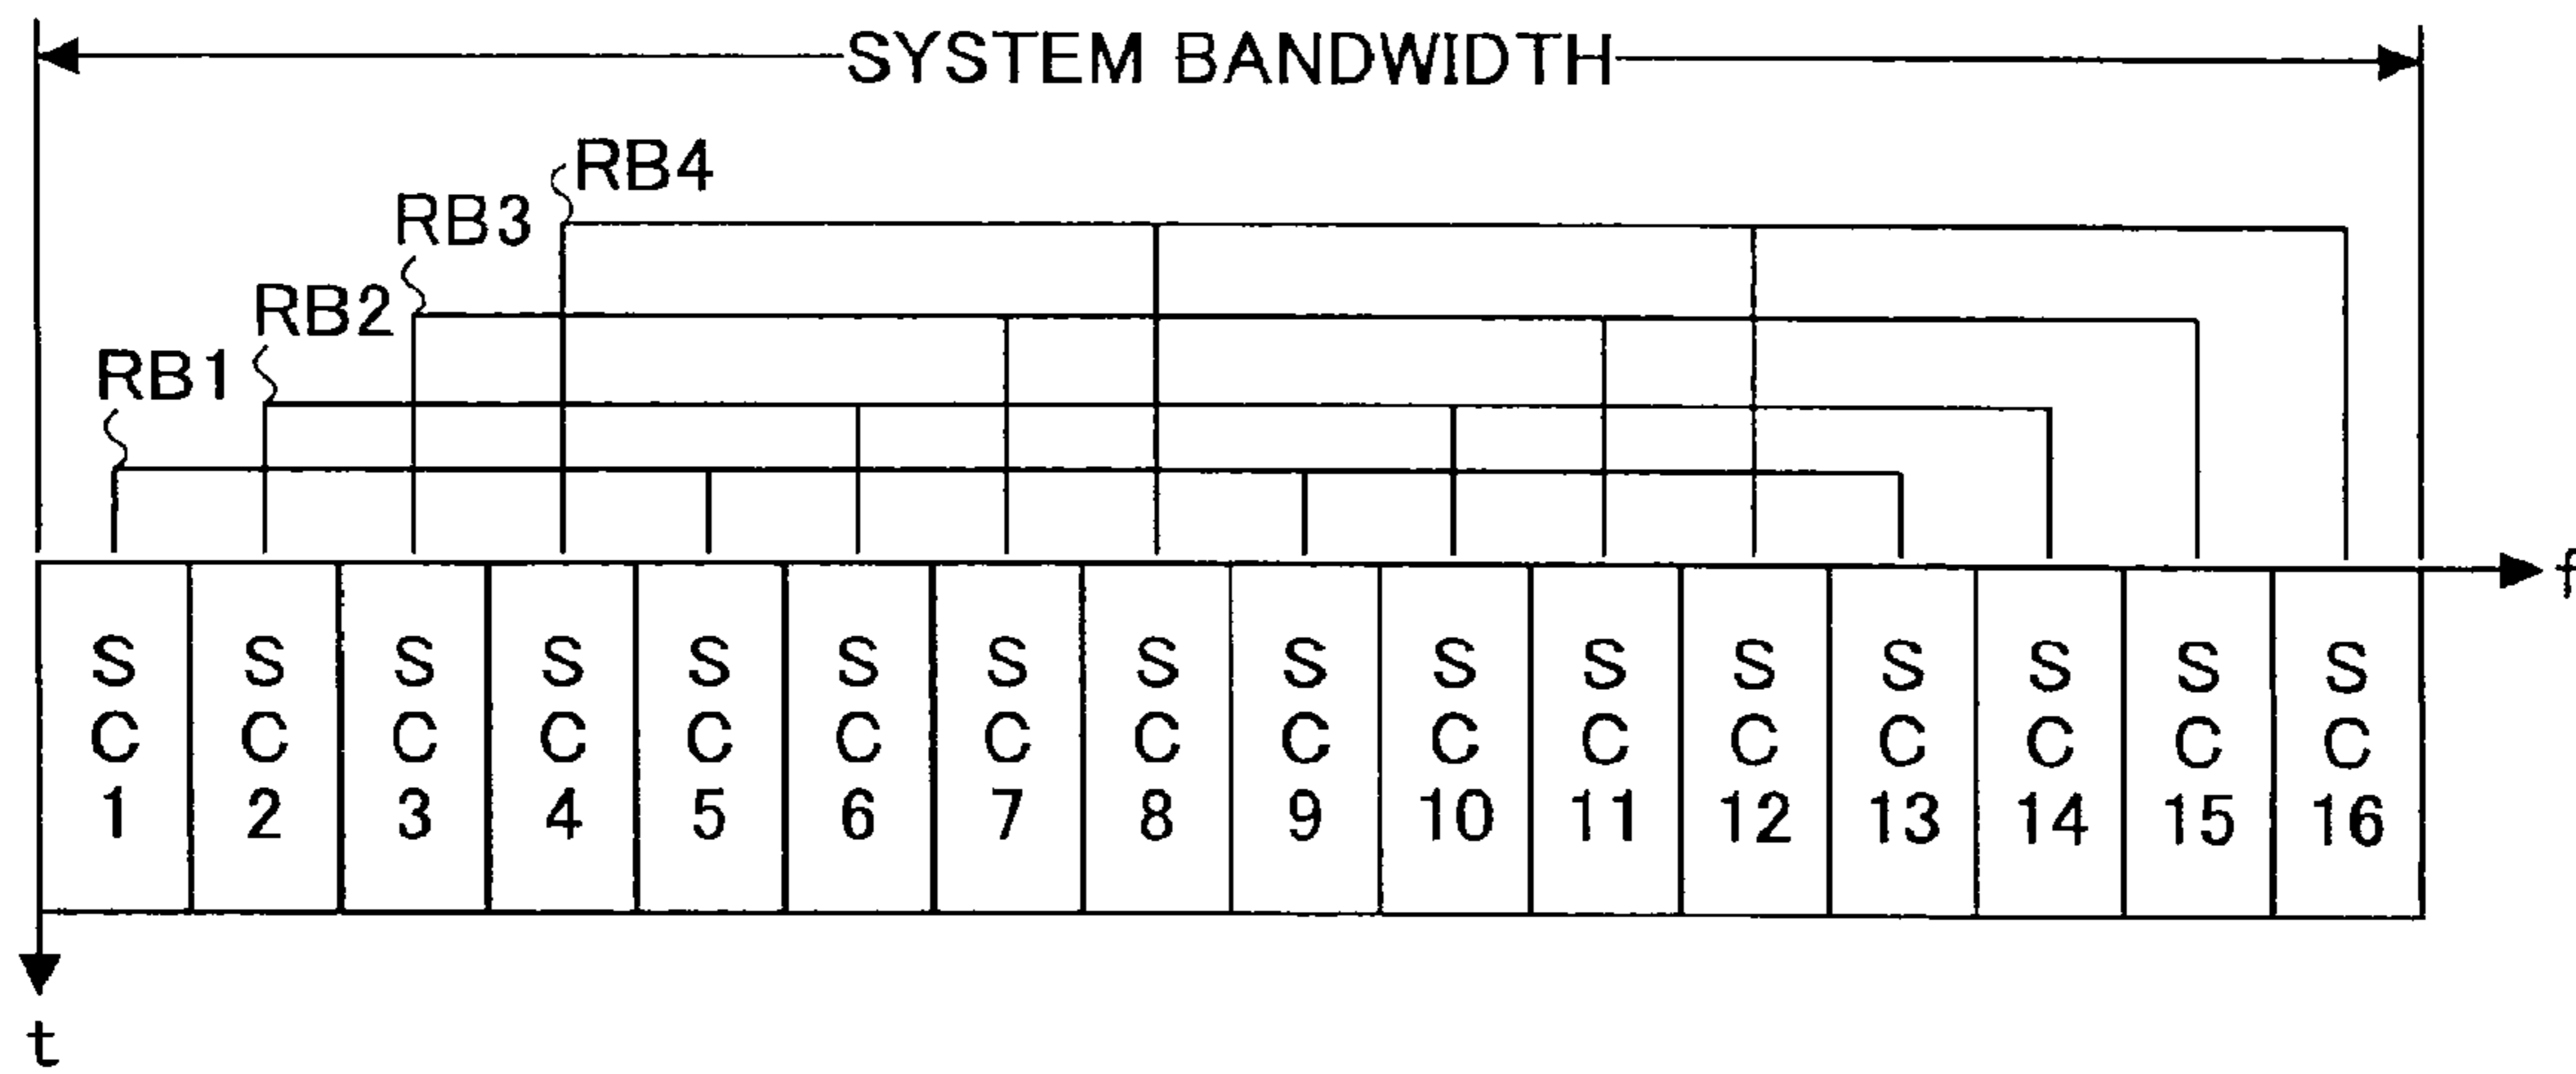 SYSTEM BANDWIDTH
RB4
RB3
RB2
RB1
f
S C 1
S C 2
S C 3
S C 4
S C 5
S C 6
S C 7
S C 8
S C 9
S C 10
S C 11
S C 12
S C 13
S C 14
S C 15
S C 16
t